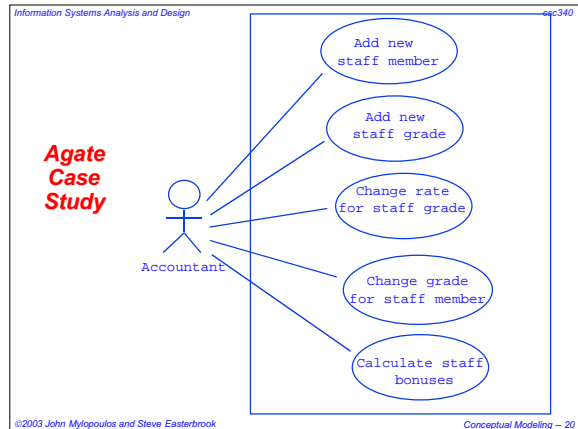 Information Systems Analysis and Design
csc340
Add new
staff member
Add new
staff grade
Agate
Case
Study
Change rate
for staff grade
Accountant
Change grade
for staff member
Calculate staff
bonuses
©2003 John Mylopoulos and Steve Easterbrook
Conceptual Modeling -- 20